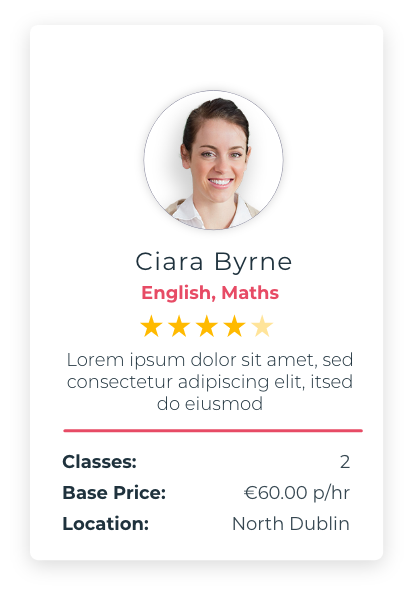 Ciara Byrne
English, Maths
Lorem ipsum dolor sit amet, sed
consectetur adipiscing elit, itsed
do eiusmod
Classes: 2
Base Price: €60.00 p/hr
Location: North Dublin